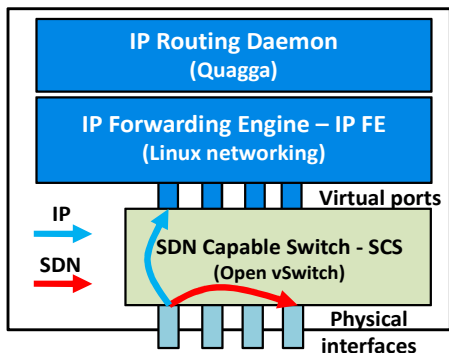 IP Routing Daemon
(Quagga)
IP Forwarding Engine – IP FE
(Linux networking)
Virtual ports
IP
SDN Capable Switch - SCS
SDN
(Open vSwitch)
Physical
interfaces